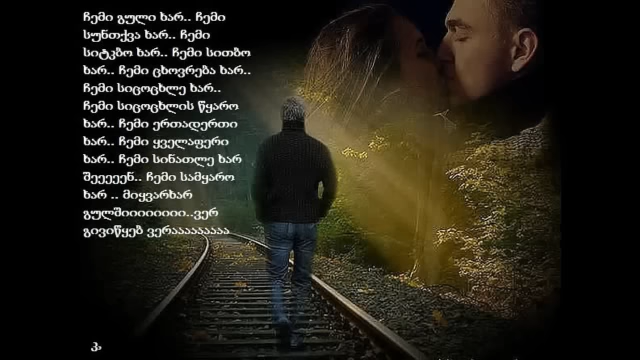 ჩემი გული ხარ.. ჩემი
სუნთქვა ხარ.. ჩემი
სიტკბო ხარ.. ჩემი სითბო
ხარ.. ჩემი ცხოვრება ხარ..
ჩემი სიცოცხლე ხარ..
ჩემი სიცოცხლის წყარო
ხარ.. ჩემი ერთადერთი
ხარ.. ჩემი ყველაფერი
ხარ.. ჩემი სინათლე ხარ
შეეეეენ.. ჩემი სამყარო
ხარ .. მიყვარხარ
გულშიიიიიიიი..ვერ
გივიწყებ ვერააააააააა
კ